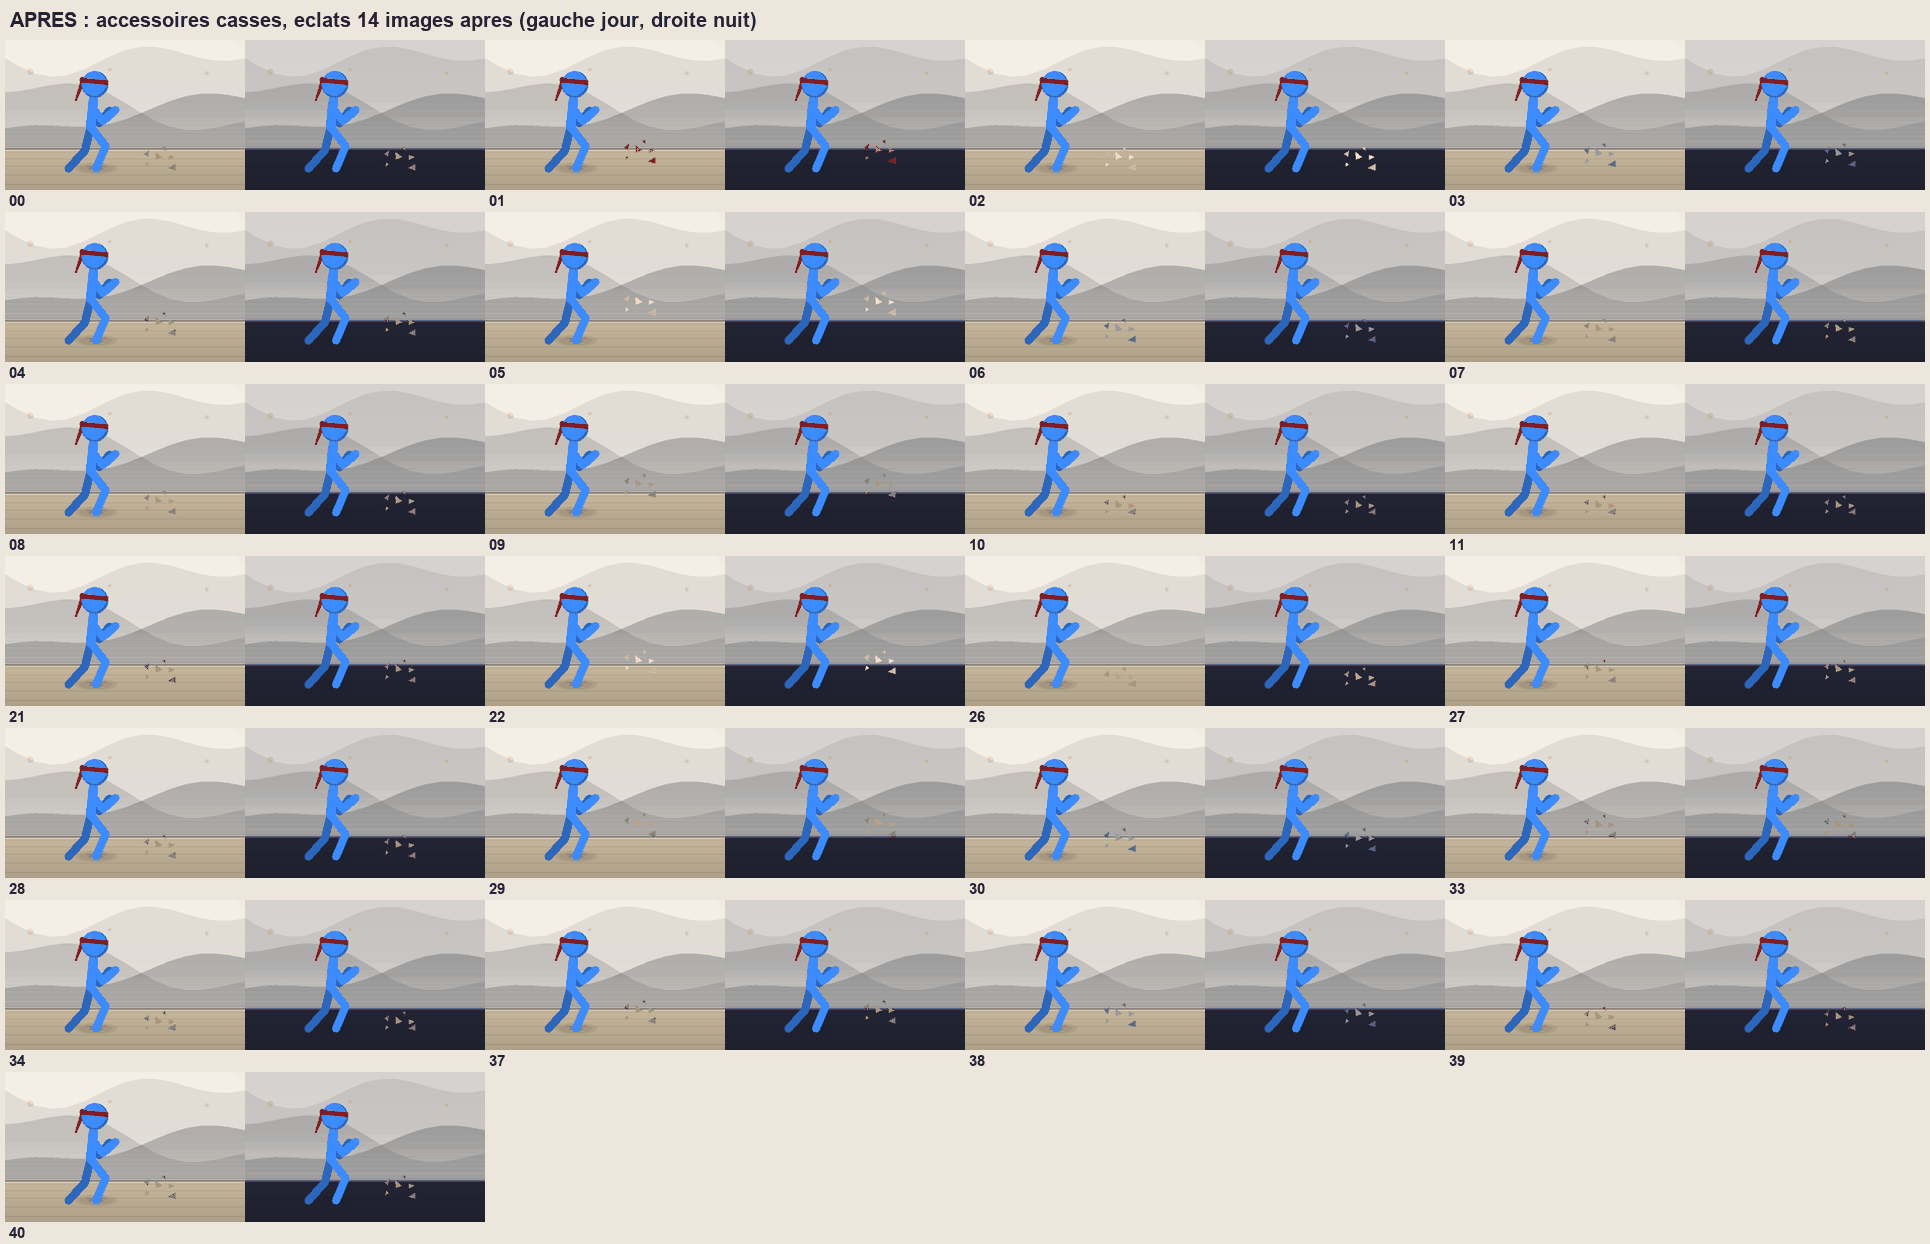 APRES : accessoires casses, eclats 14 images apres (gauche jour, droite nuit)
00 01 02 03
04 05 06 07
08 09 10 11
21 22 26 27
28 29 30 33
34 37 38 39
40